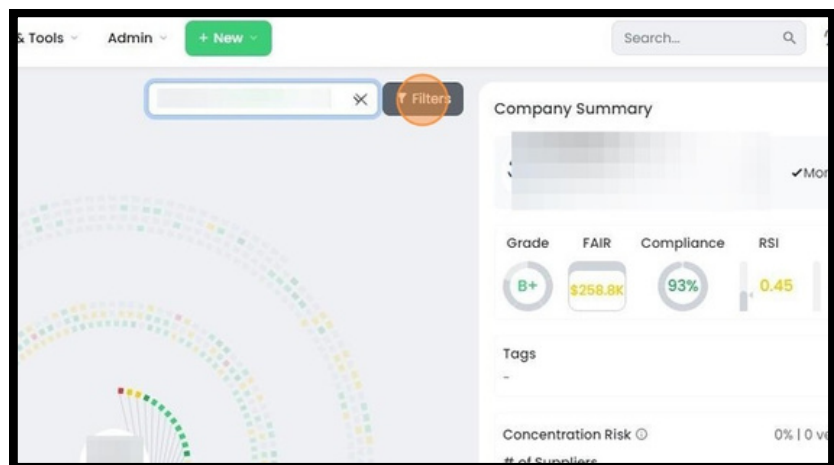 & Tools Admin + New Search...
Filters
Company Summary
✓Mor
Grade FAIR Compliance RSI
B+ $258.8K 93% 0.45
Tags
-
Concentration Risk 0% | 0 ve
# of Suppliers